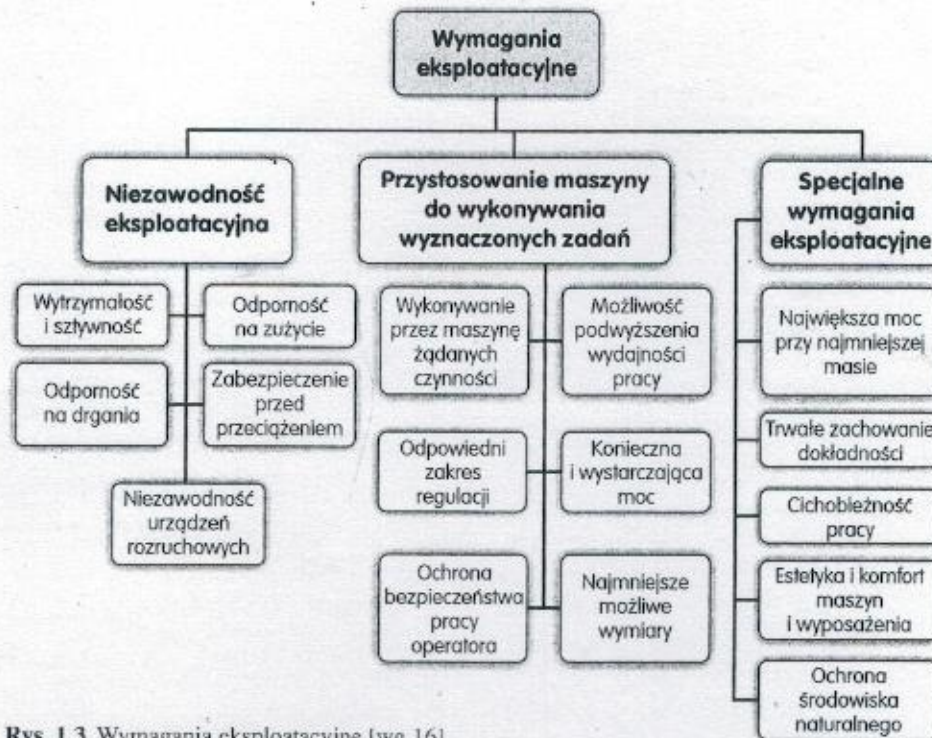 Wymagania
eksploatacyjne
Niezawodność
eksploatacyjna
Wytrzymałość
i sztywność
Odporność
na zużycie
Odporność
na drgania
Zabezpieczenie
przed
przeciążeniem
Niezawodność
urządzeń
rozruchowych
Przystosowanie maszyny
do wykonywania
wyznaczonych zadań
Wykonywanie
przez maszynę
żądanych
czynności
Możliwość
podwyższenia
wydajności
pracy
Odpowiedni
zakres
regulacji
Konieczna
i wystarczająca
moc
Ochrona
bezpieczeństwa
pracy
operatora
Najmniejsze
możliwe
wymiary
Specjalne
wymagania
eksploatacyjne
Największa moc
przy najmniejszej
masie
Trwałe zachowanie
dokładności
Cichobieżność
pracy
Estetyka i komfort
maszyn
i wyposażenia
Ochrona
środowiska
naturalnego
Rys. 1.3. Wymagania eksploatacyjne [wg 16]